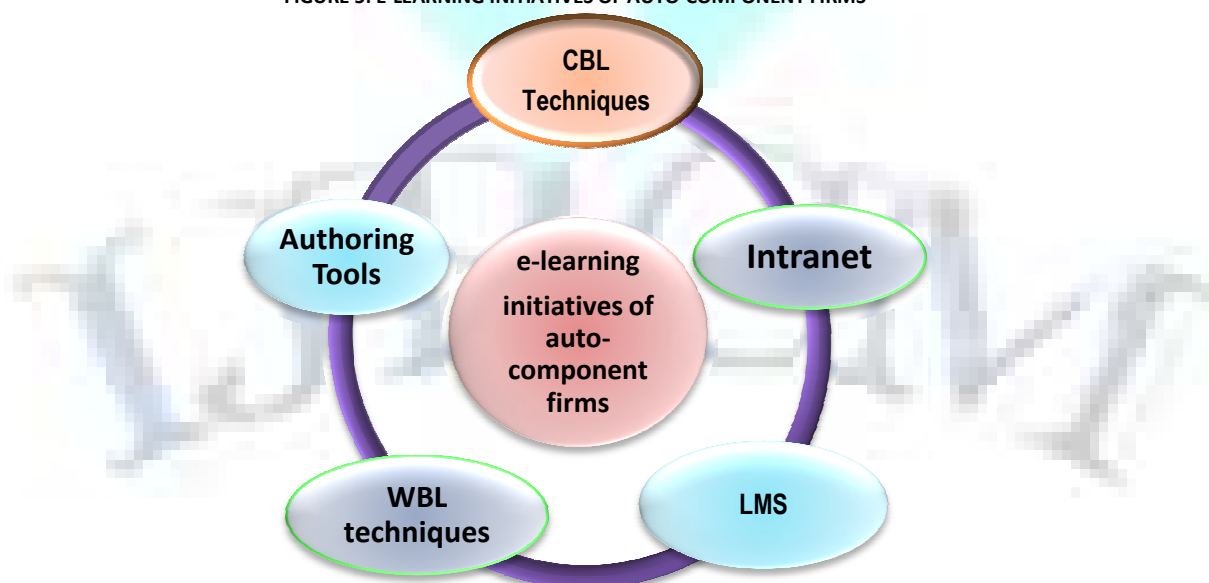 CBL
Techniques
Authoring
Tools
Intranet
e-learning
initiatives of
auto-
component
firms
WBL
techniques
LMS